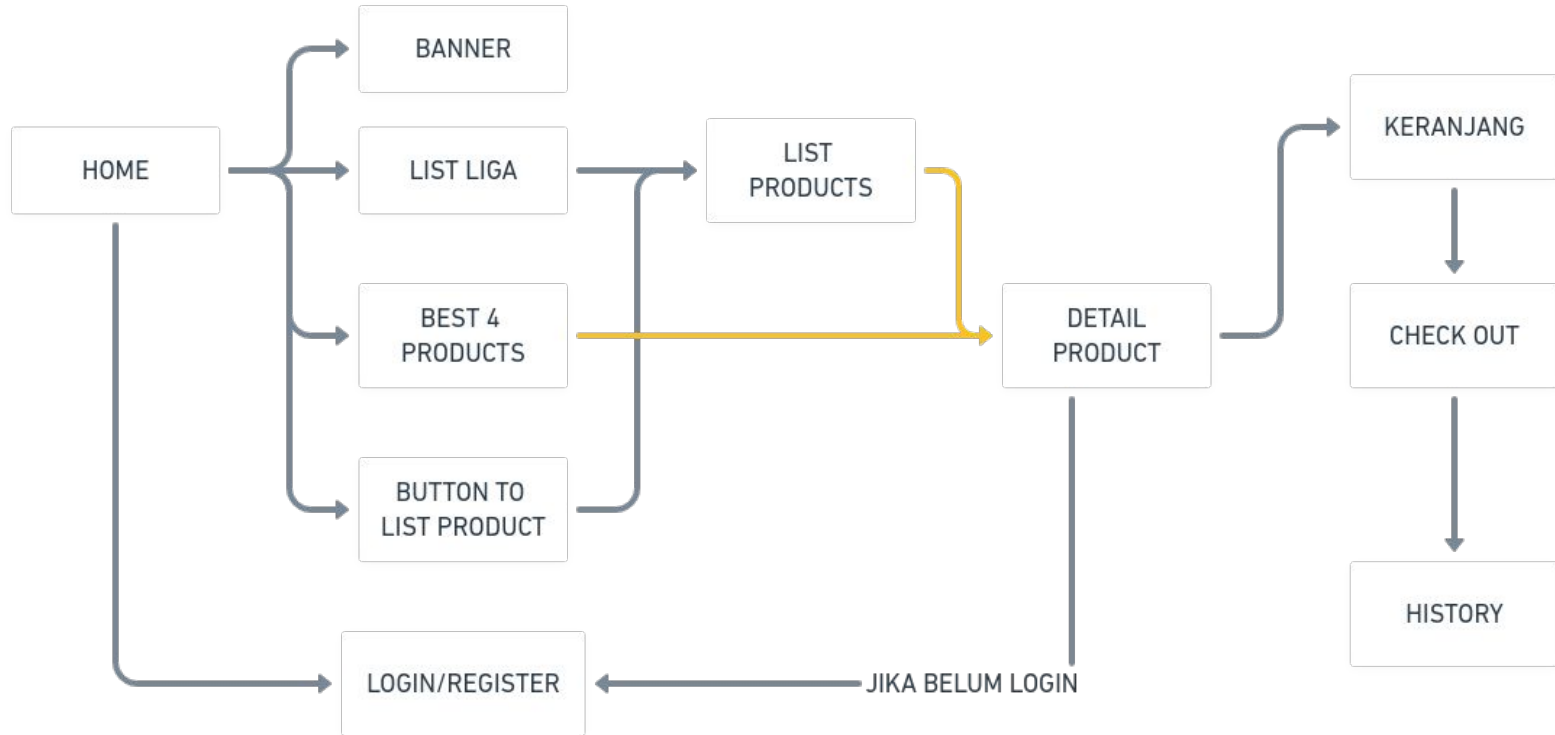 BANNER
HOME
LIST LIGA
LIST
PRODUCTS
KERANJANG
BEST 4
PRODUCTS
DETAIL
PRODUCT
CHECK OUT
BUTTON TO
LIST PRODUCT
HISTORY
LOGIN/REGISTER
JIKA BELUM LOGIN